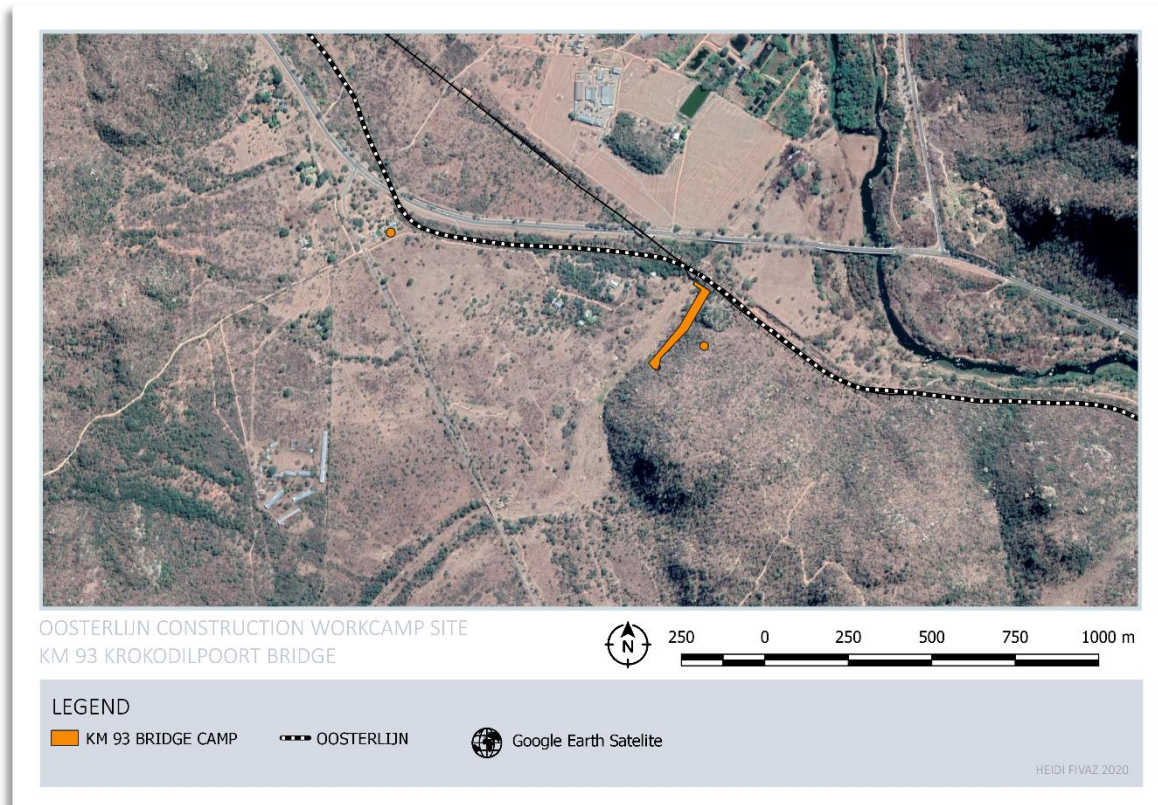 OOSTERLIJN CONSTRUCTION WORKCAMP SITE
KM 93 KROKODILPOORT BRIDGE
N
250 0 250 500 750 1000 m
LEGEND
KM 93 BRIDGE CAMP
OOSTERLIJN
Google Earth Satelite
HEIDI FIVAZ 2020